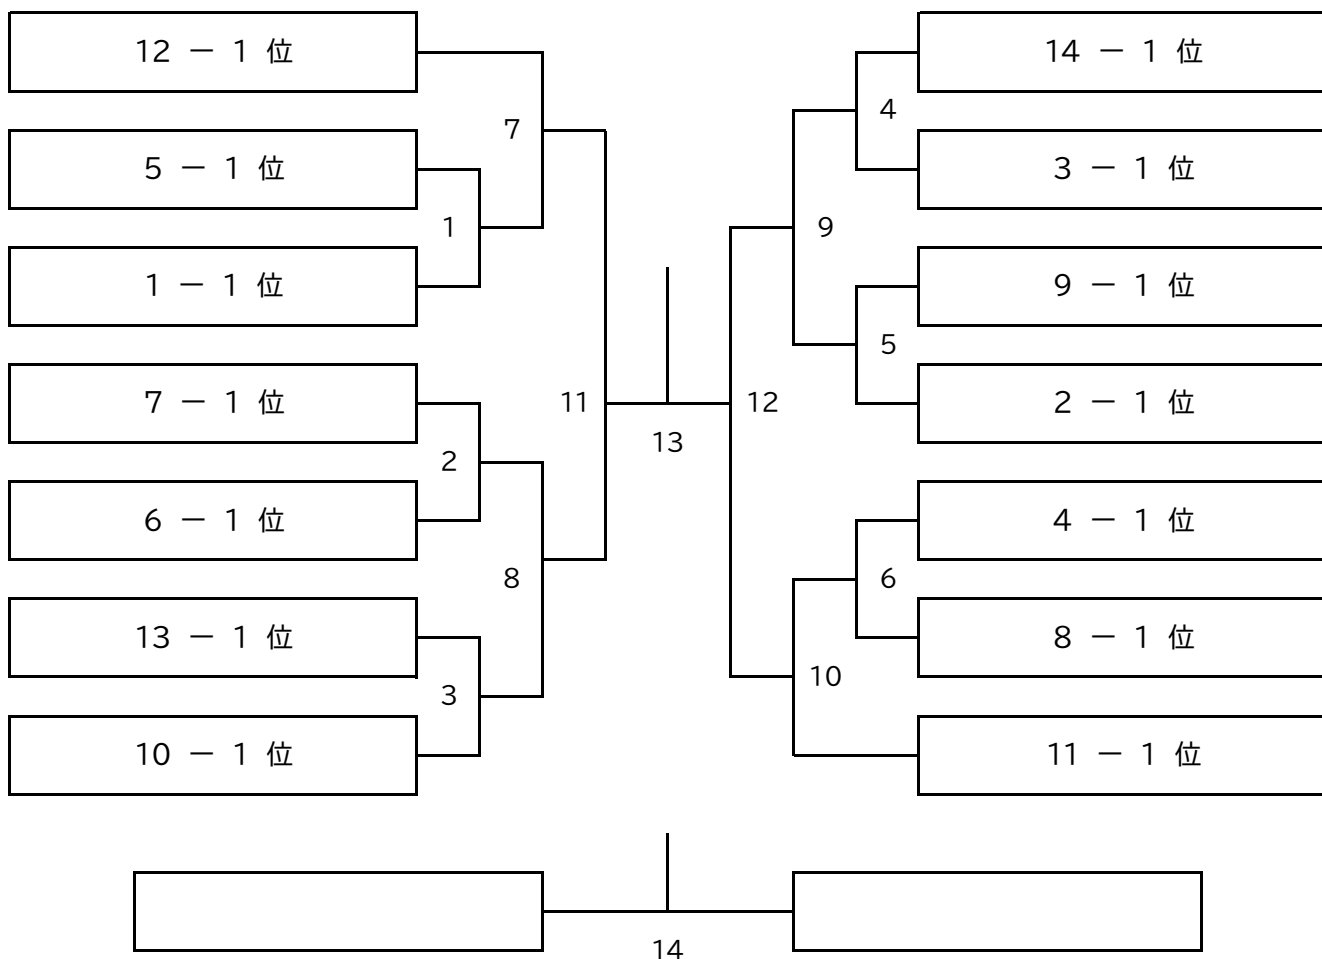 12 － 1 位
14 － 1 位
4
7
5 － 1 位
3 － 1 位
1
9
1 － 1 位
9 － 1 位
5
7 － 1 位
11
12
2 － 1 位
13
2
6 － 1 位
4 － 1 位
8
6
13 － 1 位
8 － 1 位
10
3
10 － 1 位
11 － 1 位
14